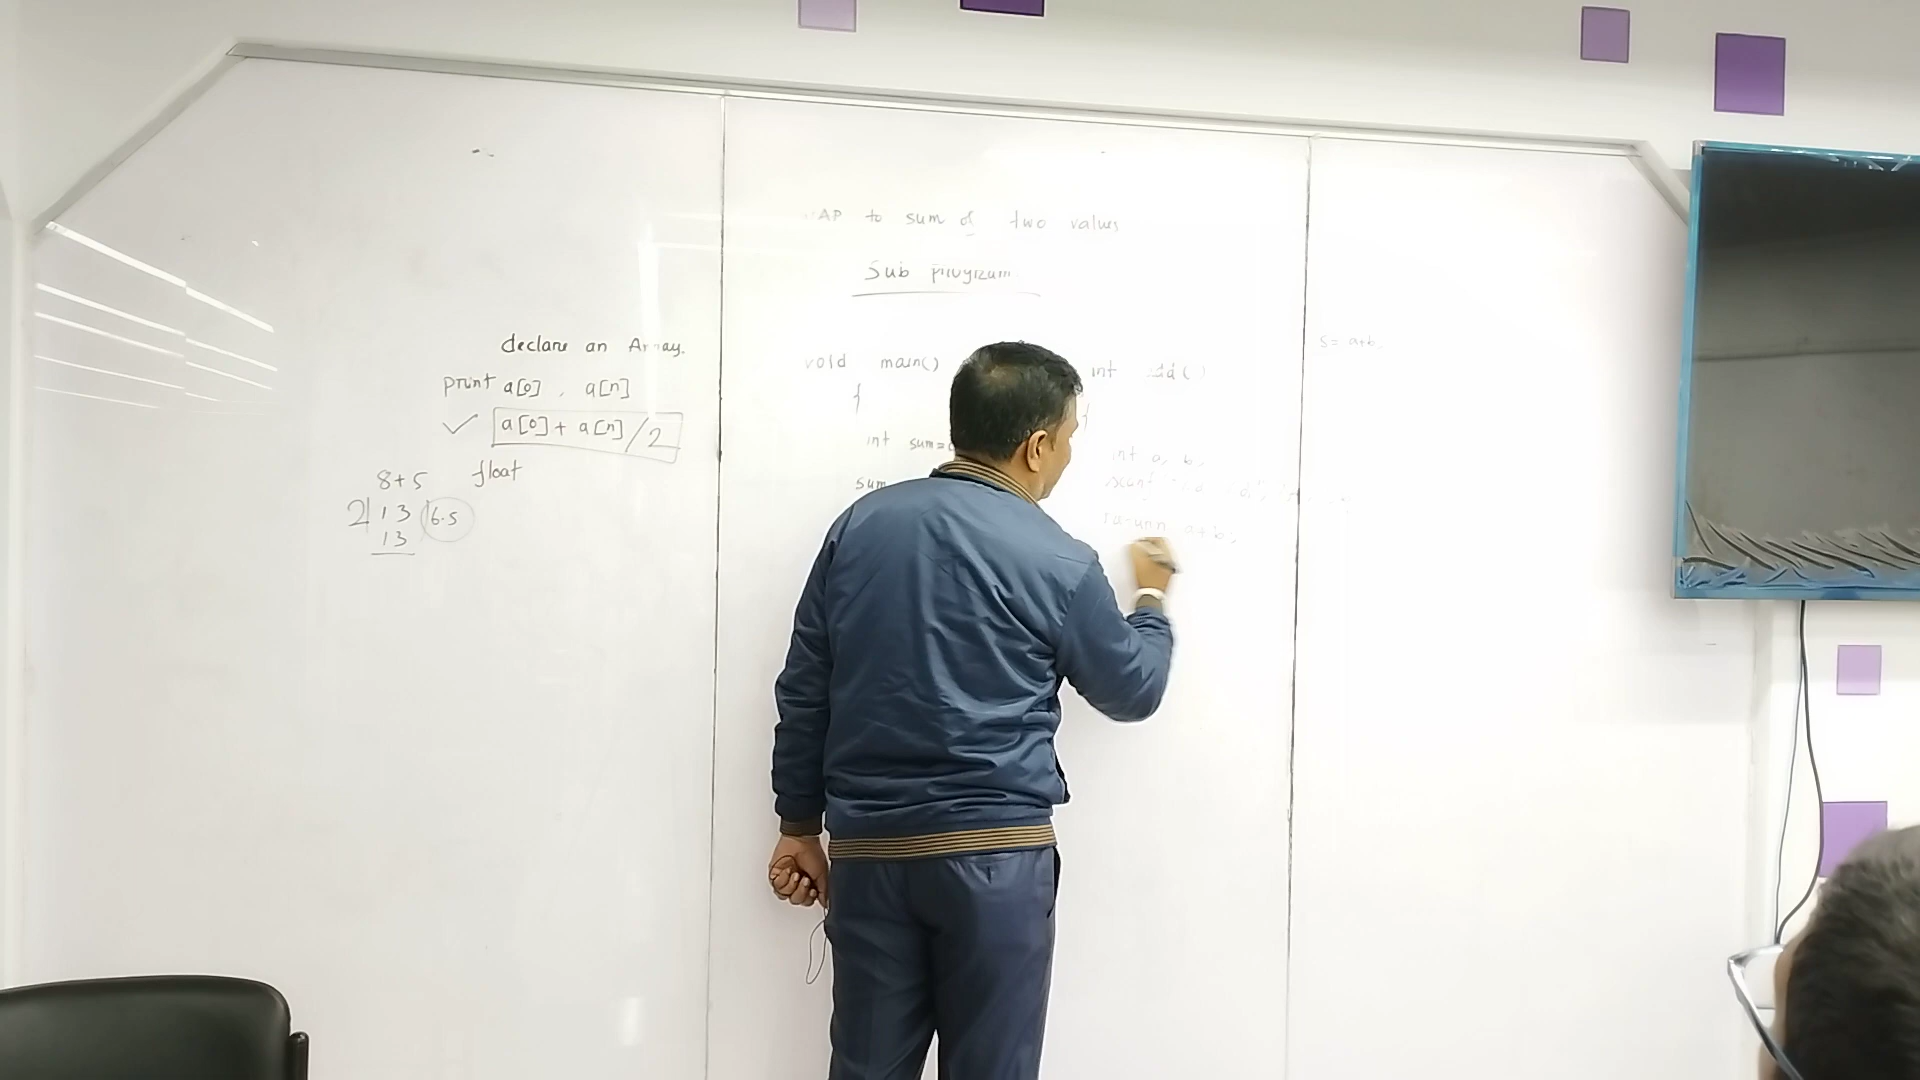 declare an Array.
print a[0] , a[n]
✓ a[0] + a[n] / 2
8+5 float
2 13 6.5
13
WAP to sum of two values
Sub program
void main()
{
int sum=
sum
int add()
{
int a, b,
scanf
return a+b;
s= a+b,